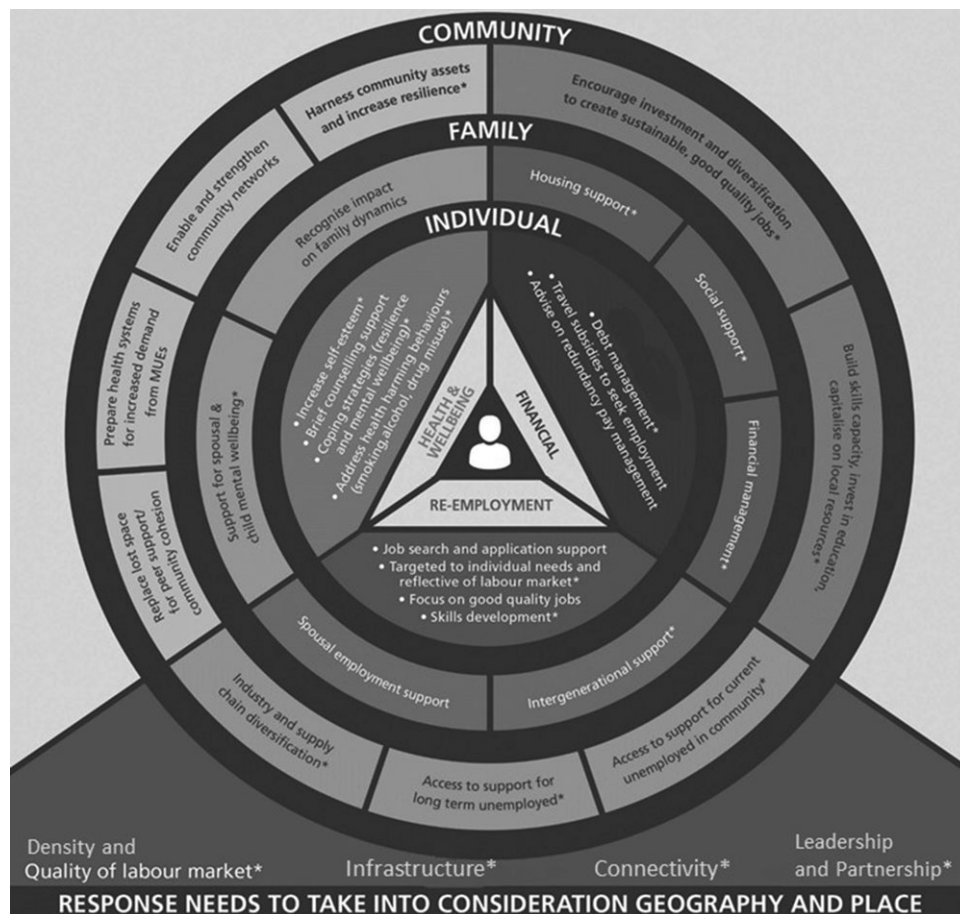 COMMUNITY
Harness community assets
and increase resilience*
Encourage investment and diversification
to create sustainable, good quality jobs*
Enable and strengthen
community networks
Prepare health systems
for increased demand
from MUEs
Replace lost space
for peer support/
community cohesion
Build skills capacity, invest in education,
capitalise on local resources*
Industry and supply
chain diversification*
Access to support for
long term unemployed*
Access to support for current
unemployed in community*
FAMILY
Recognise impact
on family dynamics
Housing support*
Social support*
Support for spousal &
child mental wellbeing*
Financial management*
Spousal employment support
Intergenerational support*
INDIVIDUAL
• Increase self-esteem*
• Brief counselling support
• Coping strategies (resilience
and mental wellbeing)*
• Address health harming behaviours
(smoking,alcohol, drug misuse)*
• Debt management*
• Travel subsidies to seek employment
• Advise on redundancy pay management
HEALTH &
WELLBEING
FINANCIAL
RE-EMPLOYMENT
• Job search and application support
• Targeted to individual needs and
reflective of labour market*
• Focus on good quality jobs
• Skills development*
Density and
Quality of labour market*
Infrastructure*
Connectivity*
Leadership
and Partnership*
RESPONSE NEEDS TO TAKE INTO CONSIDERATION GEOGRAPHY AND PLACE